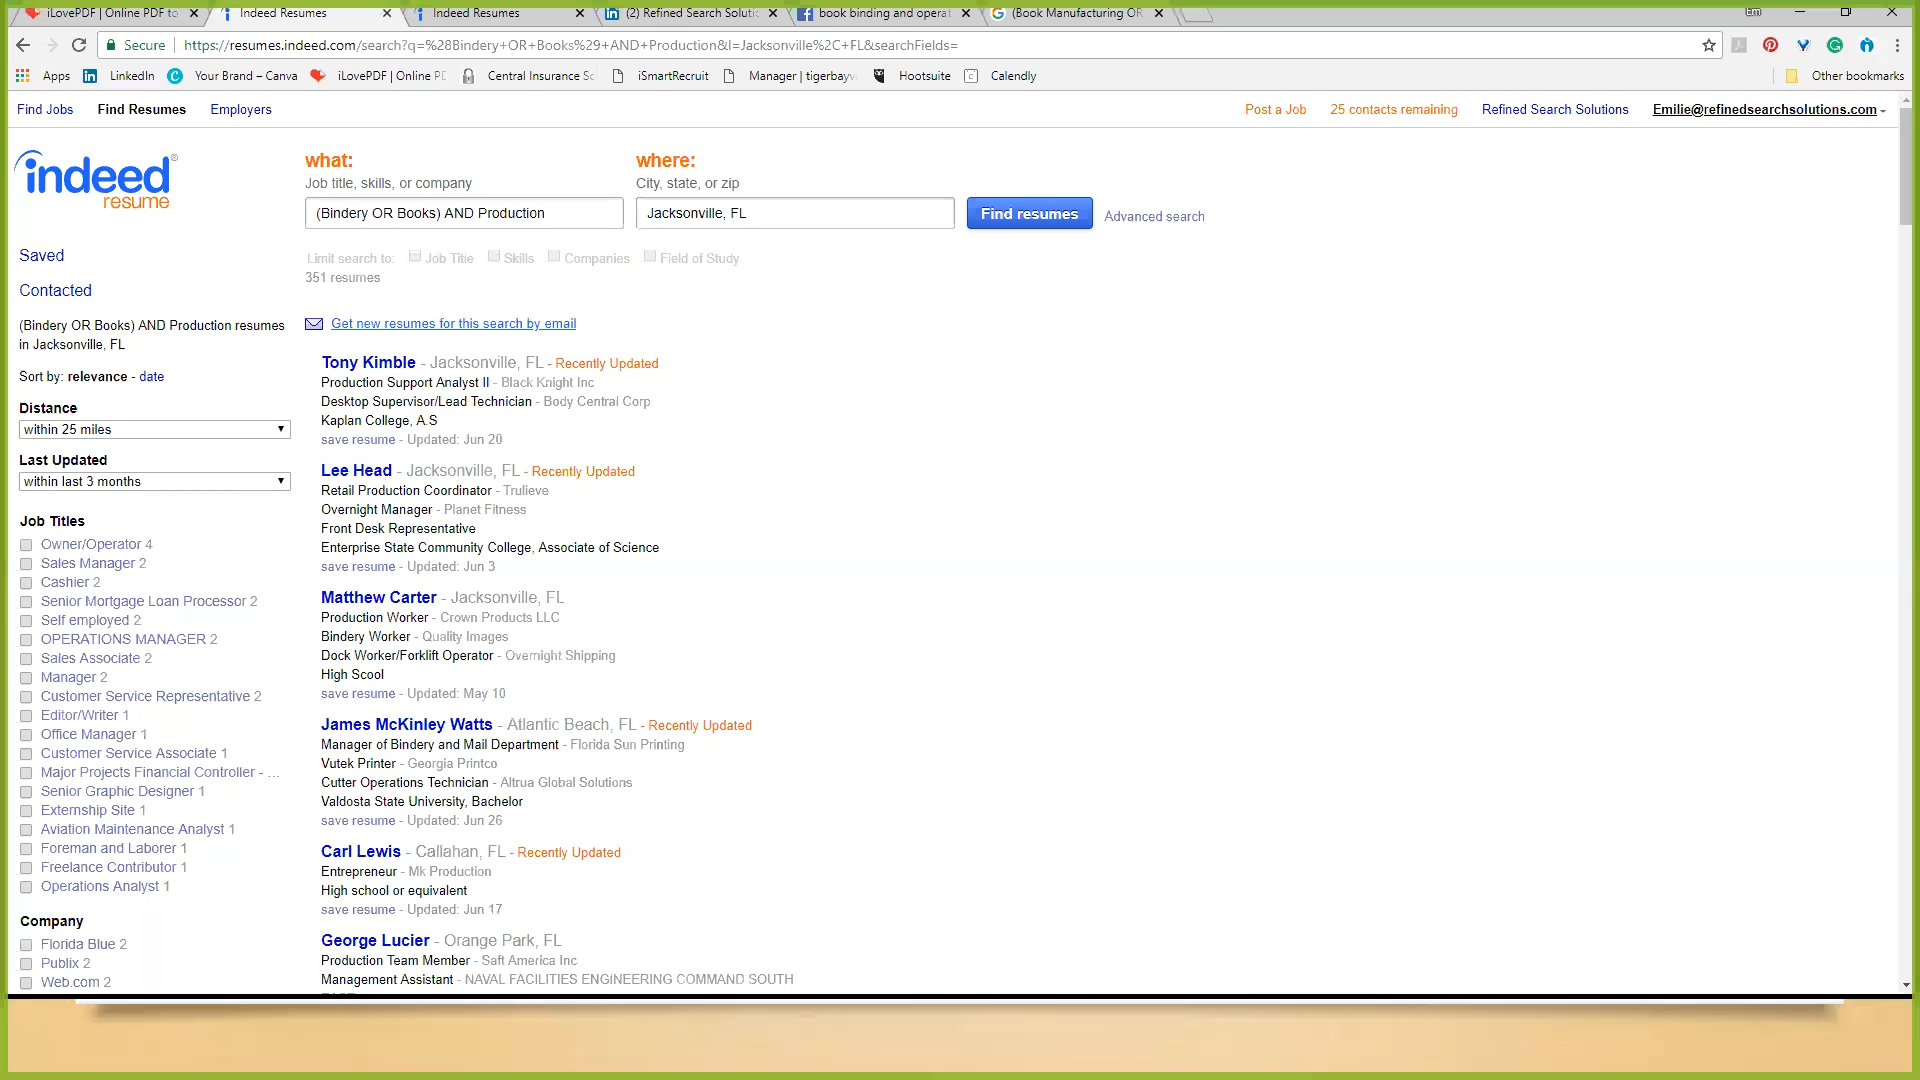 iLovePDF | Online PDF to
Indeed Resumes
Indeed Resumes
(2) Refined Search Soluti
book binding and operat
(Book Manufacturing OR
Secure
https://resumes.indeed.com/search?q=%28Bindery+OR+Books%29+AND+Production&l=Jacksonville%2C+FL&searchFields=
Apps
LinkedIn
Your Brand – Canva
iLovePDF | Online PD
Central Insurance Sc
iSmartRecruit
Manager | tigerbayv
Hootsuite
Calendly
Other bookmarks
Find Jobs
Find Resumes
Employers
Post a Job
25 contacts remaining
Refined Search Solutions
Emilie@refinedsearchsolutions.com
indeed®
resume
what:
Job title, skills, or company
(Bindery OR Books) AND Production
where:
City, state, or zip
Jacksonville, FL
Find resumes
Advanced search
Limit search to: Job Title Skills Companies Field of Study
351 resumes
Saved
Contacted
(Bindery OR Books) AND Production resumes
in Jacksonville, FL
Sort by: relevance - date
Distance
within 25 miles
Last Updated
within last 3 months
Job Titles
Owner/Operator 4
Sales Manager 2
Cashier 2
Senior Mortgage Loan Processor 2
Self employed 2
OPERATIONS MANAGER 2
Sales Associate 2
Manager 2
Customer Service Representative 2
Editor/Writer 1
Office Manager 1
Customer Service Associate 1
Major Projects Financial Controller - ...
Senior Graphic Designer 1
Externship Site 1
Aviation Maintenance Analyst 1
Foreman and Laborer 1
Freelance Contributor 1
Operations Analyst 1
Company
Florida Blue 2
Publix 2
Web.com 2
Get new resumes for this search by email
Tony Kimble - Jacksonville, FL - Recently Updated
Production Support Analyst II - Black Knight Inc
Desktop Supervisor/Lead Technician - Body Central Corp
Kaplan College, A.S
save resume - Updated: Jun 20
Lee Head - Jacksonville, FL - Recently Updated
Retail Production Coordinator - Trulieve
Overnight Manager - Planet Fitness
Front Desk Representative
Enterprise State Community College, Associate of Science
save resume - Updated: Jun 3
Matthew Carter - Jacksonville, FL
Production Worker - Crown Products LLC
Bindery Worker - Quality Images
Dock Worker/Forklift Operator - Overnight Shipping
High Scool
save resume - Updated: May 10
James McKinley Watts - Atlantic Beach, FL - Recently Updated
Manager of Bindery and Mail Department - Florida Sun Printing
Vutek Printer - Georgia Printco
Cutter Operations Technician - Altrua Global Solutions
Valdosta State University, Bachelor
save resume - Updated: Jun 26
Carl Lewis - Callahan, FL - Recently Updated
Entrepreneur - Mk Production
High school or equivalent
save resume - Updated: Jun 17
George Lucier - Orange Park, FL
Production Team Member - Saft America Inc
Management Assistant - NAVAL FACILITIES ENGINEERING COMMAND SOUTH